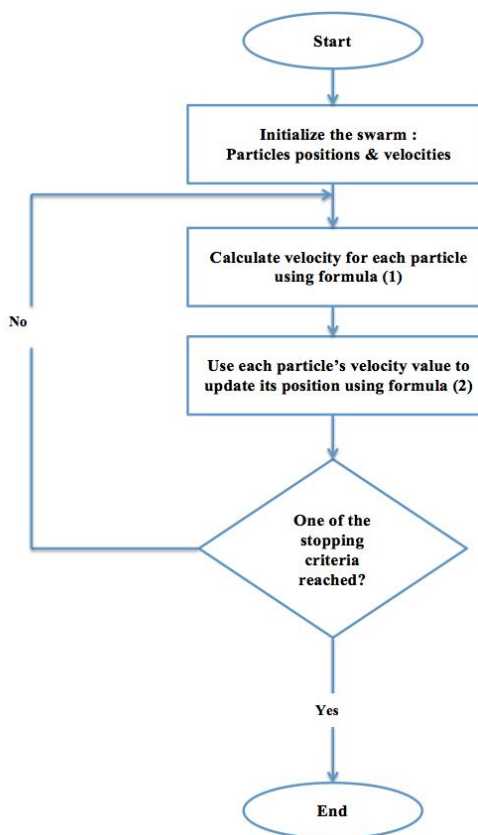 Start
Initialize the swarm :
Particles positions & velocities
Calculate velocity for each particle
using formula (1)
No
Use each particle's velocity value to
update its position using formula (2)
One of the
stopping
criteria
reached?
Yes
End